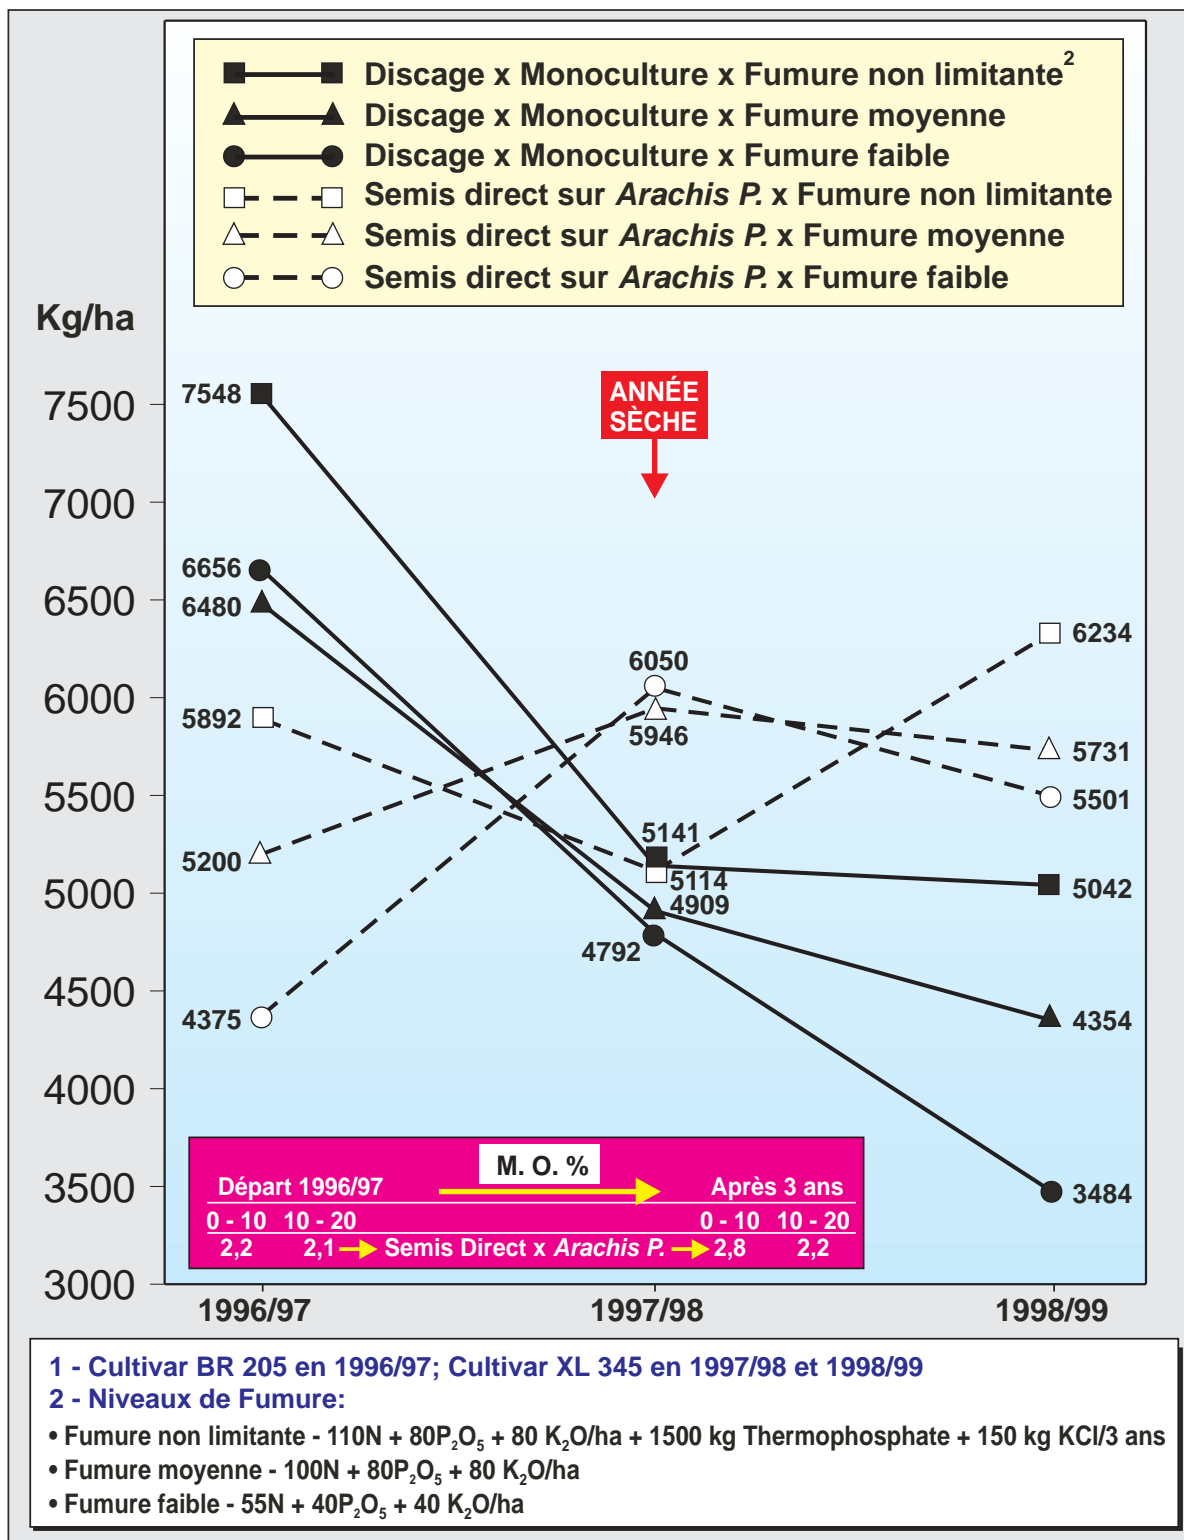 Discage x Monoculture x Fumure non limitante²
Discage x Monoculture x Fumure moyenne
Discage x Monoculture x Fumure faible
Semis direct sur Arachis P. x Fumure non limitante
Semis direct sur Arachis P. x Fumure moyenne
Semis direct sur Arachis P. x Fumure faible
Kg/ha
7500
7000
6500
6000
5500
5000
4500
4000
3500
3000
ANNÉE
SÈCHE
7548
6656
6480
5892
5200
4375
6050
5946
5141
5114
4909
4792
6234
5731
5501
5042
4354
3484
M. O. %
Départ 1996/97 Après 3 ans
0 - 10 10 - 20 0 - 10 10 - 20
2,2 2,1 Semis Direct x Arachis P. 2,8 2,2
1996/97 1997/98 1998/99
1 - Cultivar BR 205 en 1996/97; Cultivar XL 345 en 1997/98 et 1998/99
2 - Niveaux de Fumure:
• Fumure non limitante - 110N + 80P₂O₅ + 80 K₂O/ha + 1500 kg Thermophosphate + 150 kg KCl/3 ans
• Fumure moyenne - 100N + 80P₂O₅ + 80 K₂O/ha
• Fumure faible - 55N + 40P₂O₅ + 40 K₂O/ha